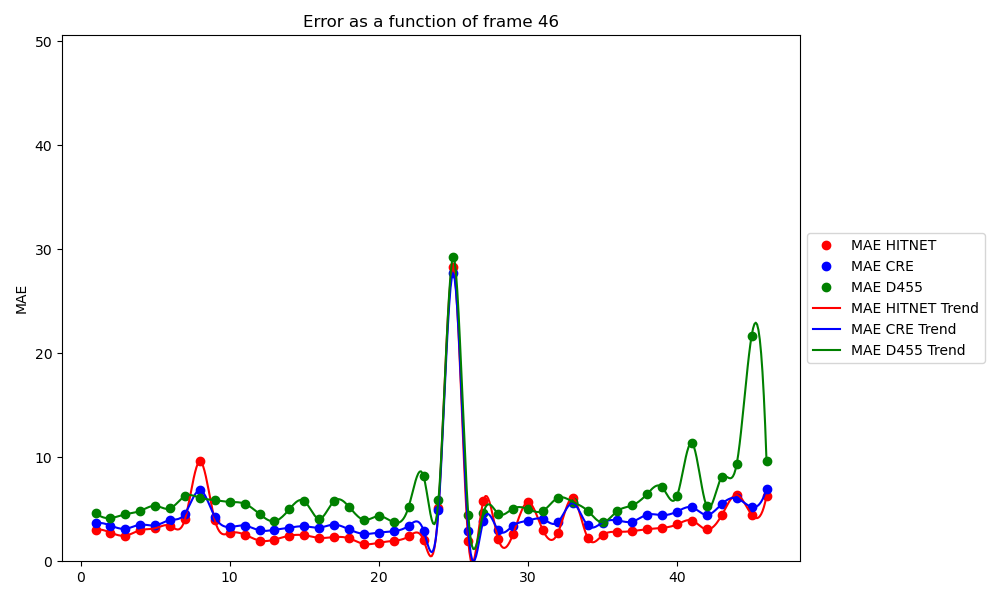 Error as a function of frame 46
50
40
30
20
10
0
MAE
0
10
20
30
40
MAE HITNET
MAE CRE
MAE D455
MAE HITNET Trend
MAE CRE Trend
MAE D455 Trend